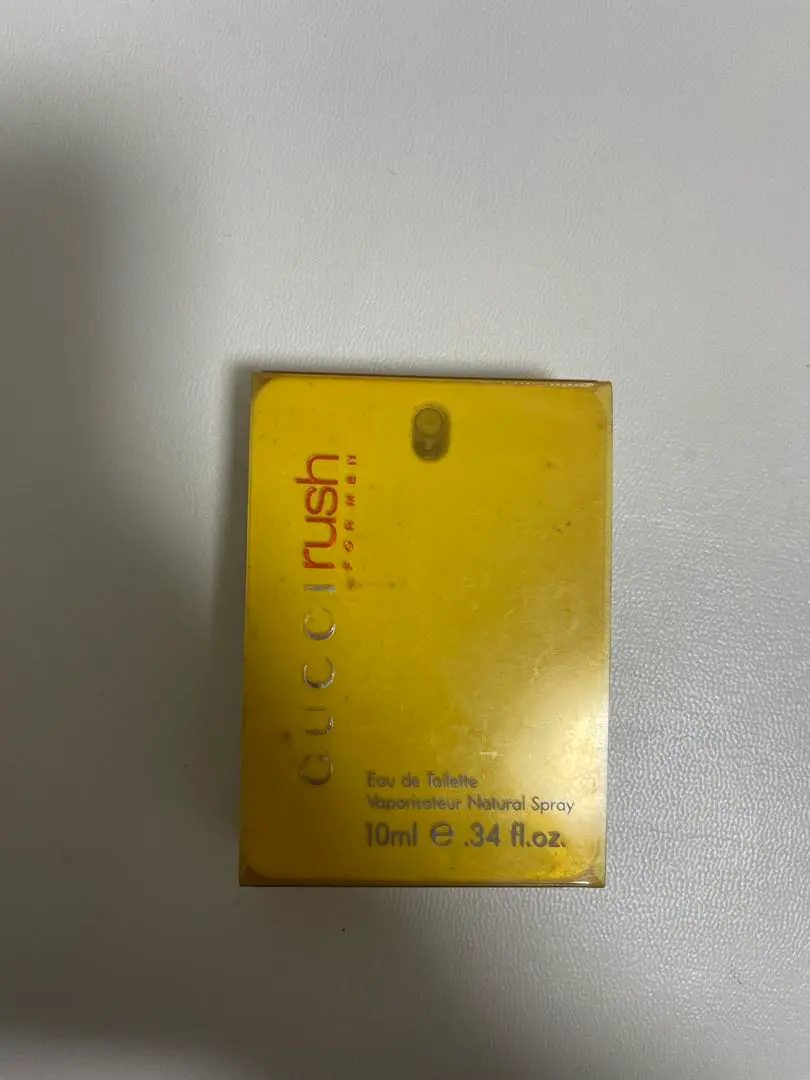 GUCCI rush
FOR MEN
Eau de Toilette
Vaporisateur Natural Spray
10ml ℮ .34 fl.oz.